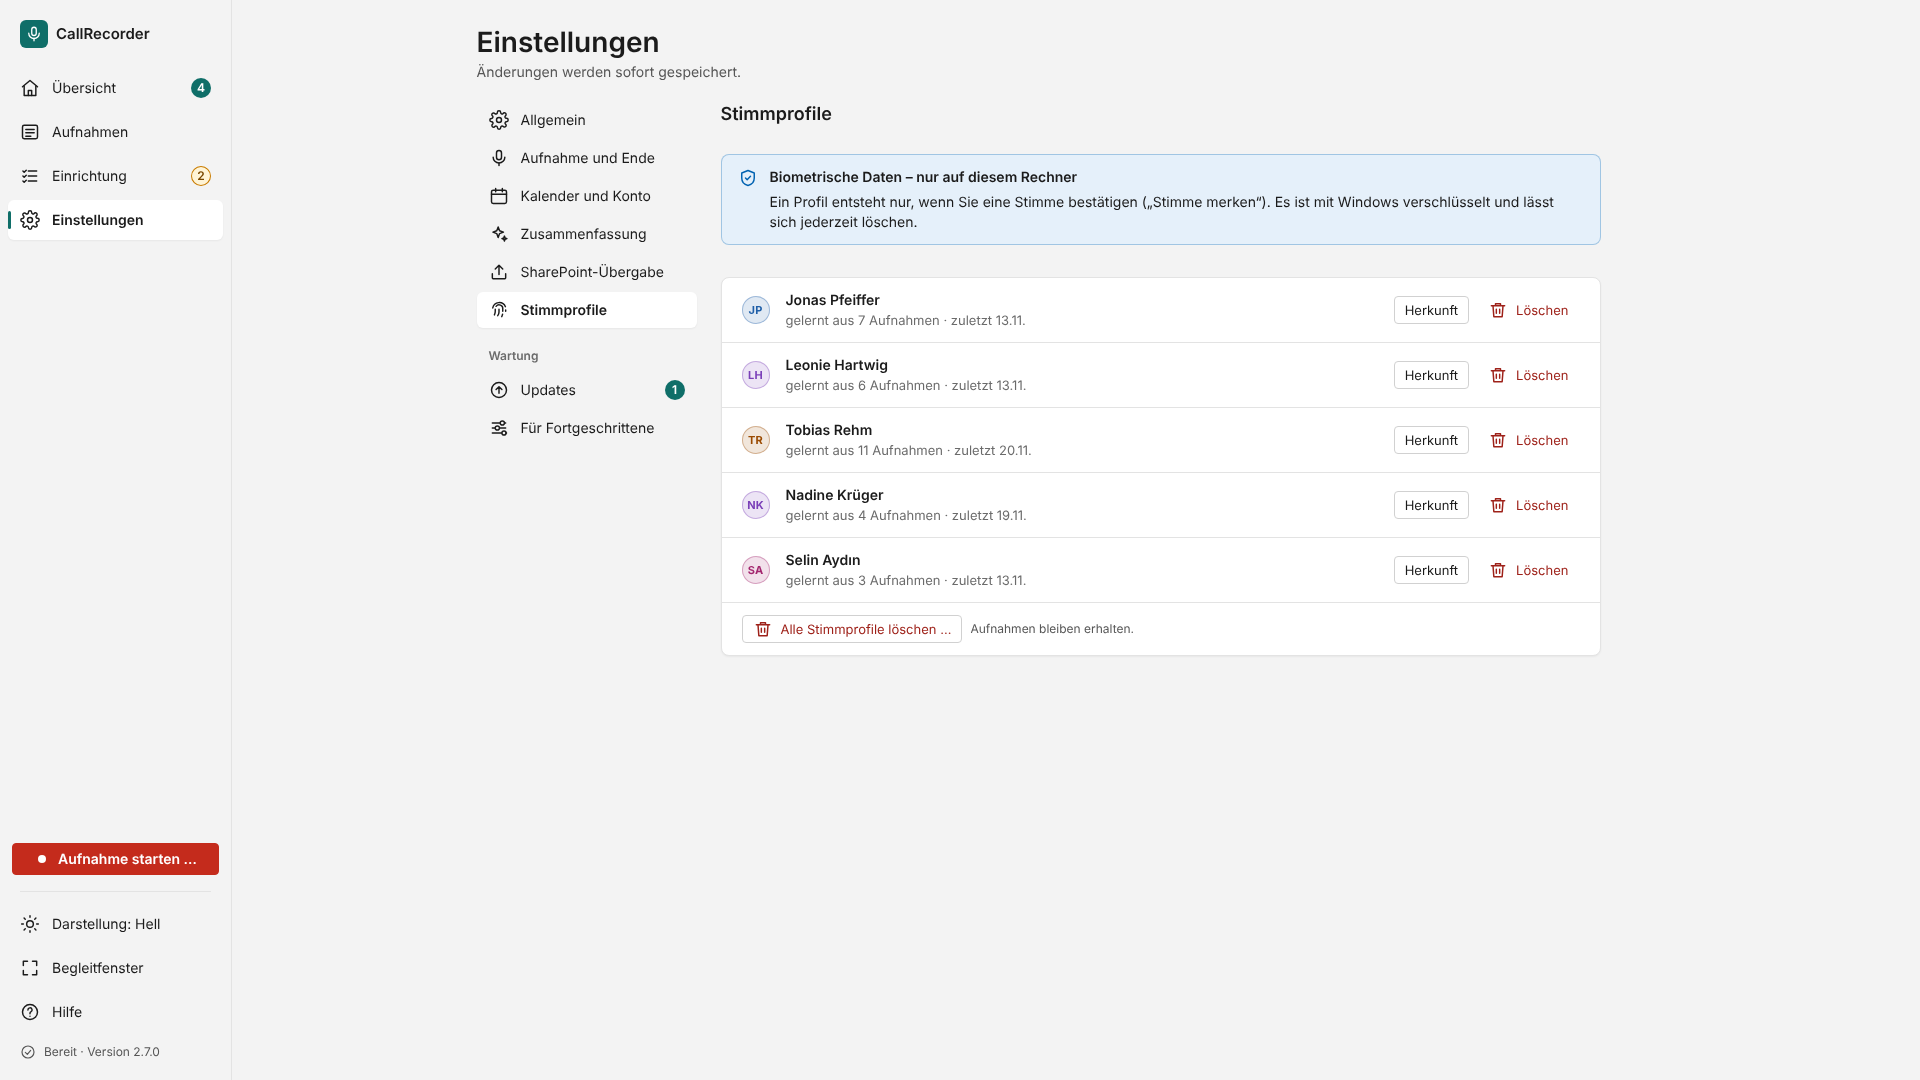 CallRecorder
Übersicht 4
Aufnahmen
Einrichtung 2
Einstellungen
Aufnahme starten ...
Darstellung: Hell
Begleitfenster
Hilfe
Bereit · Version 2.7.0
Einstellungen
Änderungen werden sofort gespeichert.
Allgemein
Aufnahme und Ende
Kalender und Konto
Zusammenfassung
SharePoint-Übergabe
Stimmprofile
Wartung
Updates 1
Für Fortgeschrittene
Stimmprofile
Biometrische Daten – nur auf diesem Rechner
Ein Profil entsteht nur, wenn Sie eine Stimme bestätigen („Stimme merken“). Es ist mit Windows verschlüsselt und lässt
sich jederzeit löschen.
JP Jonas Pfeiffer Herkunft Löschen
gelernt aus 7 Aufnahmen · zuletzt 13.11.
LH Leonie Hartwig Herkunft Löschen
gelernt aus 6 Aufnahmen · zuletzt 13.11.
TR Tobias Rehm Herkunft Löschen
gelernt aus 11 Aufnahmen · zuletzt 20.11.
NK Nadine Krüger Herkunft Löschen
gelernt aus 4 Aufnahmen · zuletzt 19.11.
SA Selin Aydın Herkunft Löschen
gelernt aus 3 Aufnahmen · zuletzt 13.11.
Alle Stimmprofile löschen ... Aufnahmen bleiben erhalten.